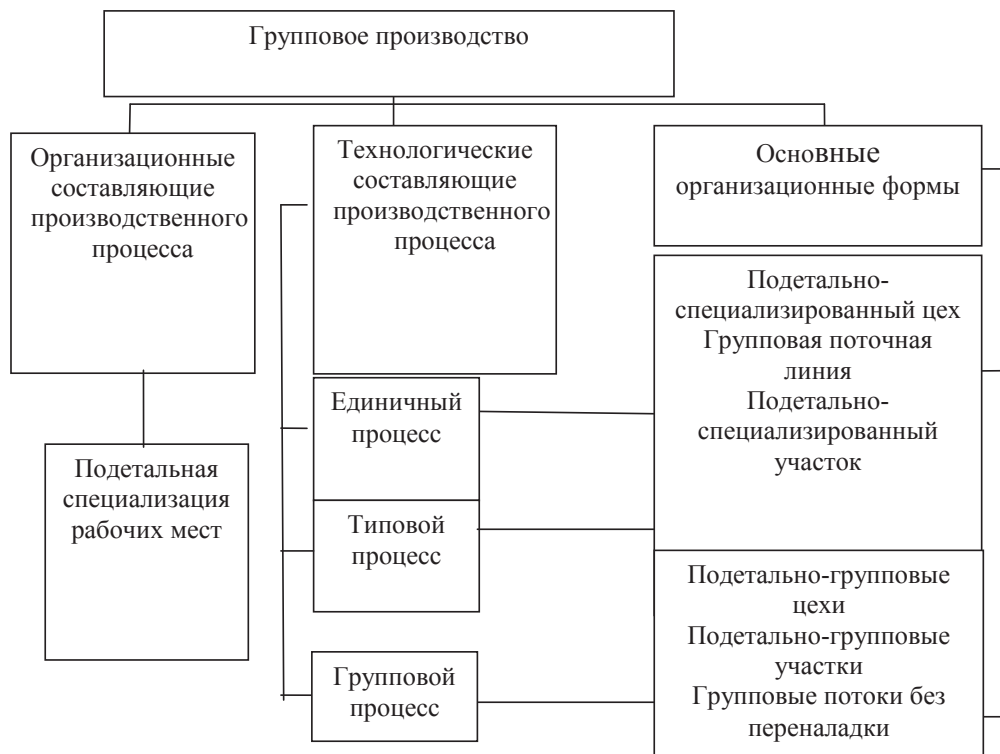 Групповое производство
Организационные
составляющие
производственного
процесса
Технологические
составляющие
производственного
процесса
Основные
организационные формы
Подетально-
специализированный цех
Групповая поточная
линия
Подетально-
специализированный
участок
Единичный
процесс
Подетальная
специализация
рабочих мест
Типовой
процесс
Подетально-групповые
цехи
Подетально-групповые
участки
Групповые потоки без
переналадки
Групповой
процесс